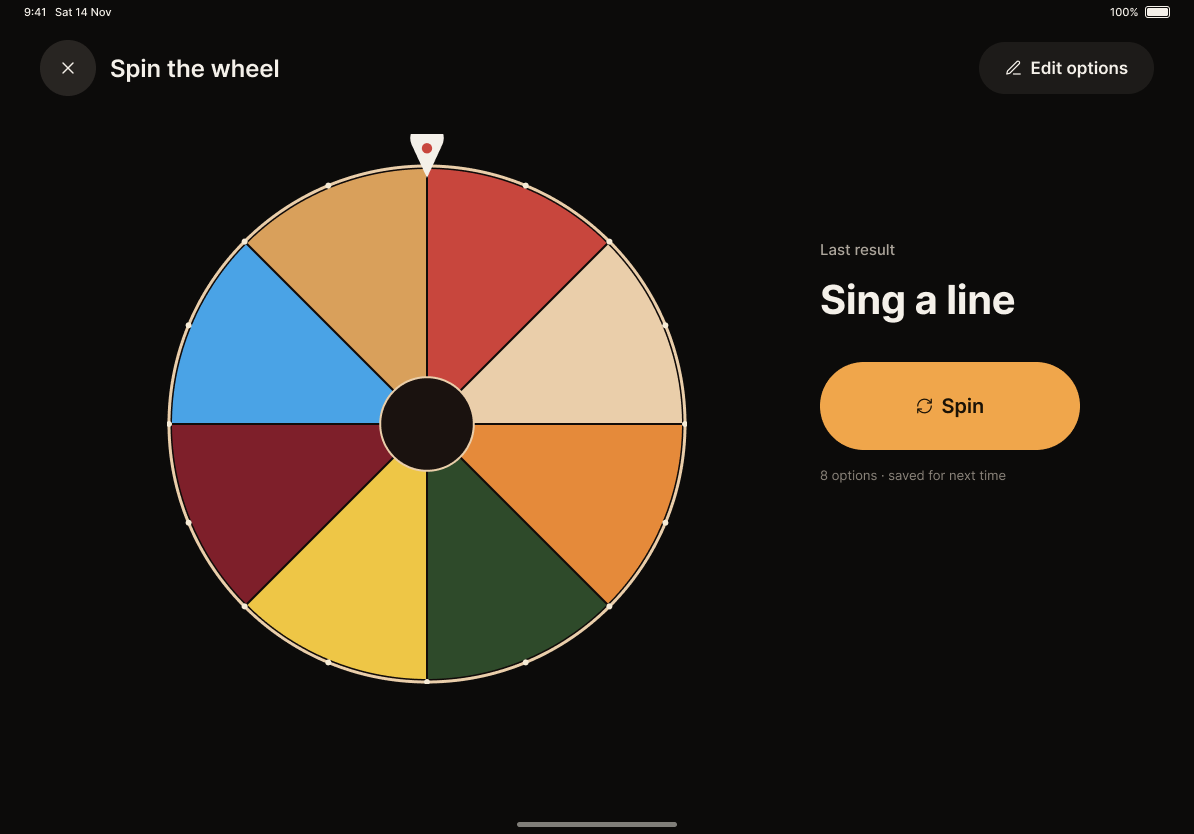 9:41 Sat 14 Nov
100%
Spin the wheel
Edit options
Last result
Sing a line
Spin
8 options · saved for next time